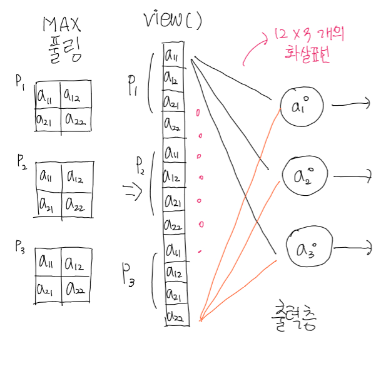 MAX
풀링
view()
12 x 3 개의
화살표선
P₁
a₁₁ a₁₂
a₂₁ a₂₂
P₂
a₁₁ a₁₂
a₂₁ a₂₂
P₃
a₁₁ a₁₂
a₂₁ a₂₂
P₁
a₁₁
a₁₂
a₂₁
a₂₂
P₂
a₁₁
a₁₂
a₂₁
a₂₂
P₃
a₁₁
a₁₂
a₂₁
a₂₂
a₁°
a₂°
a₃°
출력층